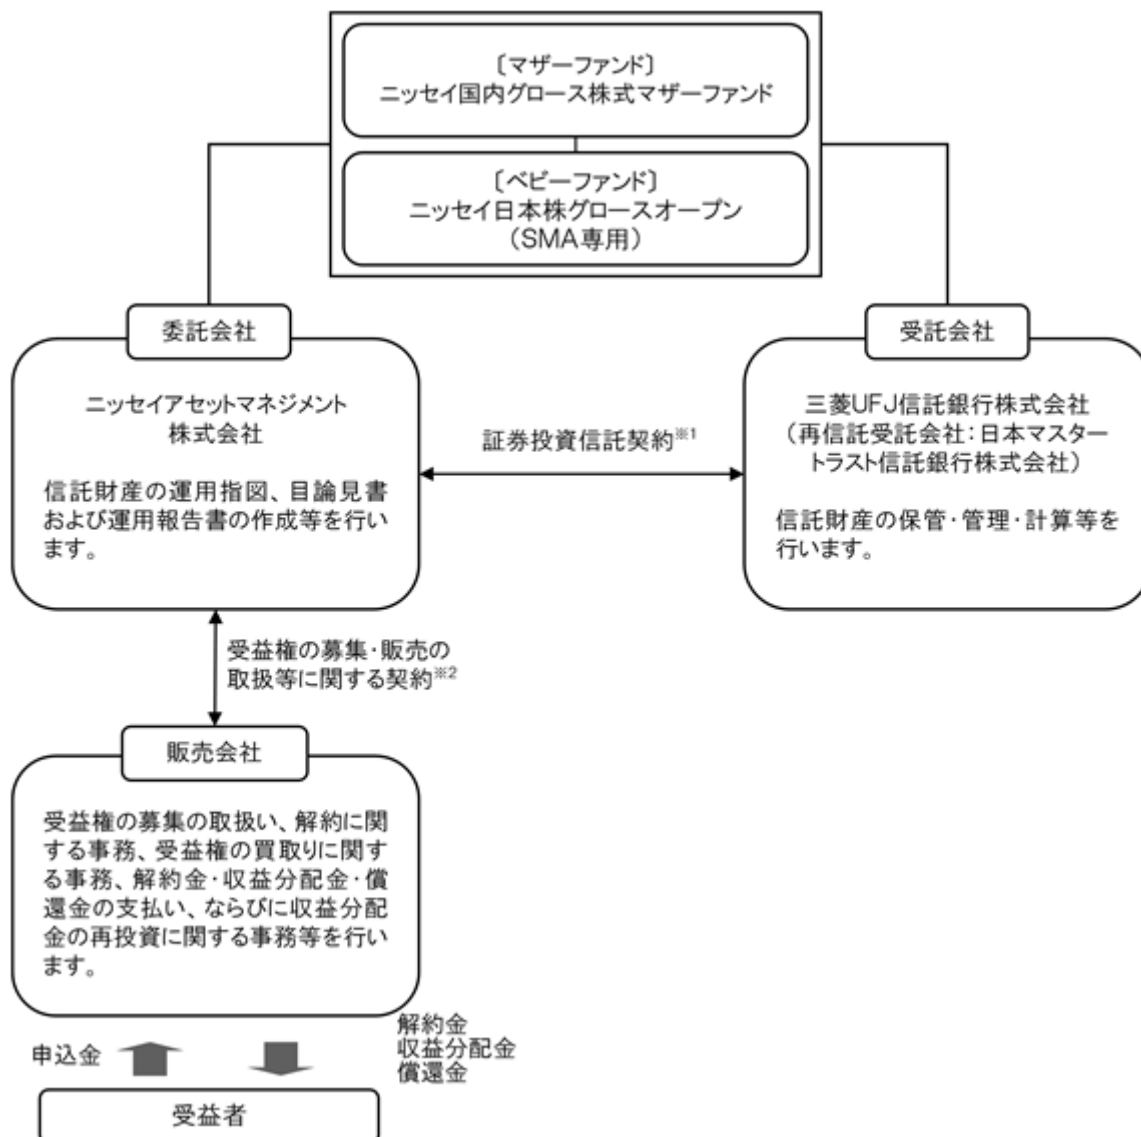 〔マザーファンド〕
ニッセイ国内グロース株式マザーファンド
〔ベビーファンド〕
ニッセイ日本株グロースオープン
（SMA専用）
委託会社
ニッセイアセットマネジメント
株式会社
信託財産の運用指図、目論見書
および運用報告書の作成等を行い
ます。
証券投資信託契約※1
受託会社
三菱UFJ信託銀行株式会社
（再信託受託会社：日本マスター
トラスト信託銀行株式会社）
信託財産の保管・管理・計算等を
行います。
受益権の募集・販売の
取扱等に関する契約※2
販売会社
受益権の募集の取扱い、解約に関
する事務、受益権の買取りに関す
る事務、解約金・収益分配金・償
還金の支払い、ならびに収益分配
金の再投資に関する事務等を行い
ます。
申込金
解約金
収益分配金
償還金
受益者